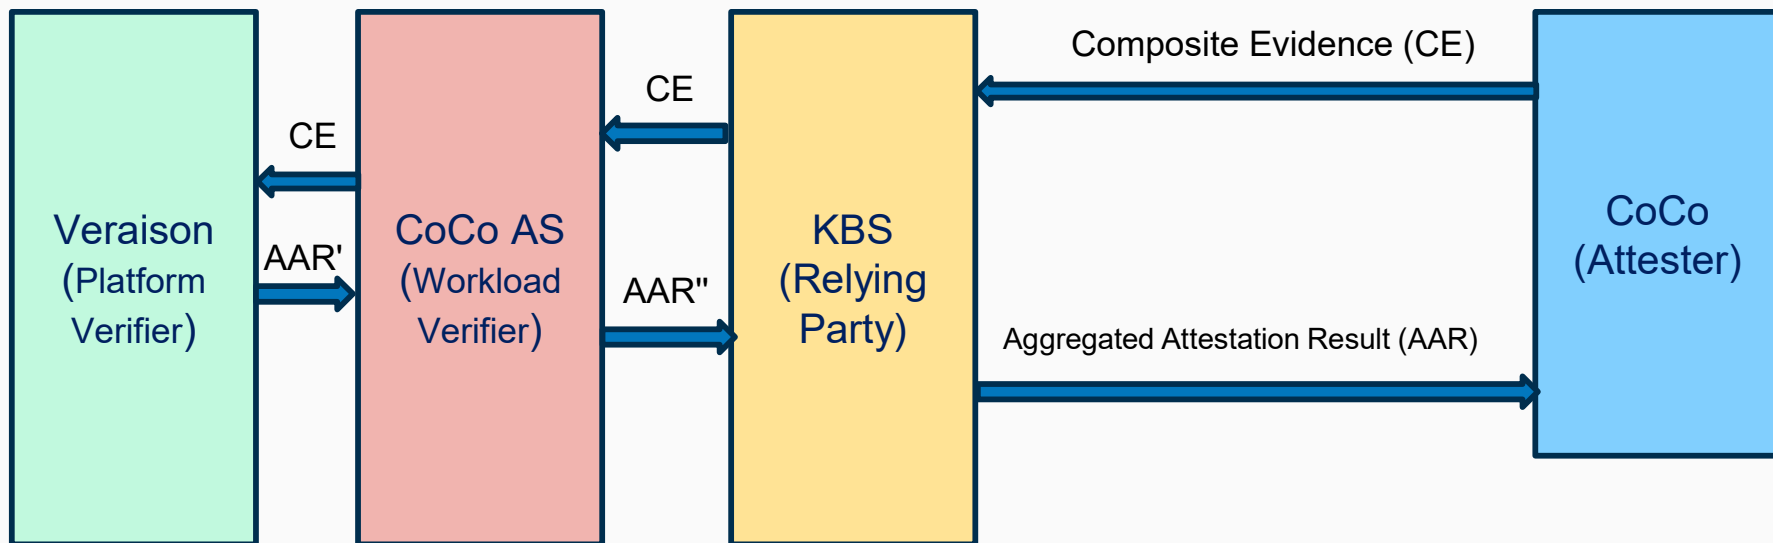 Veraison
(Platform
Verifier)
CE
AAR'
CoCo AS
(Workload
Verifier)
CE
AAR"
KBS
(Relying
Party)
Composite Evidence (CE)
Aggregated Attestation Result (AAR)
CoCo
(Attester)